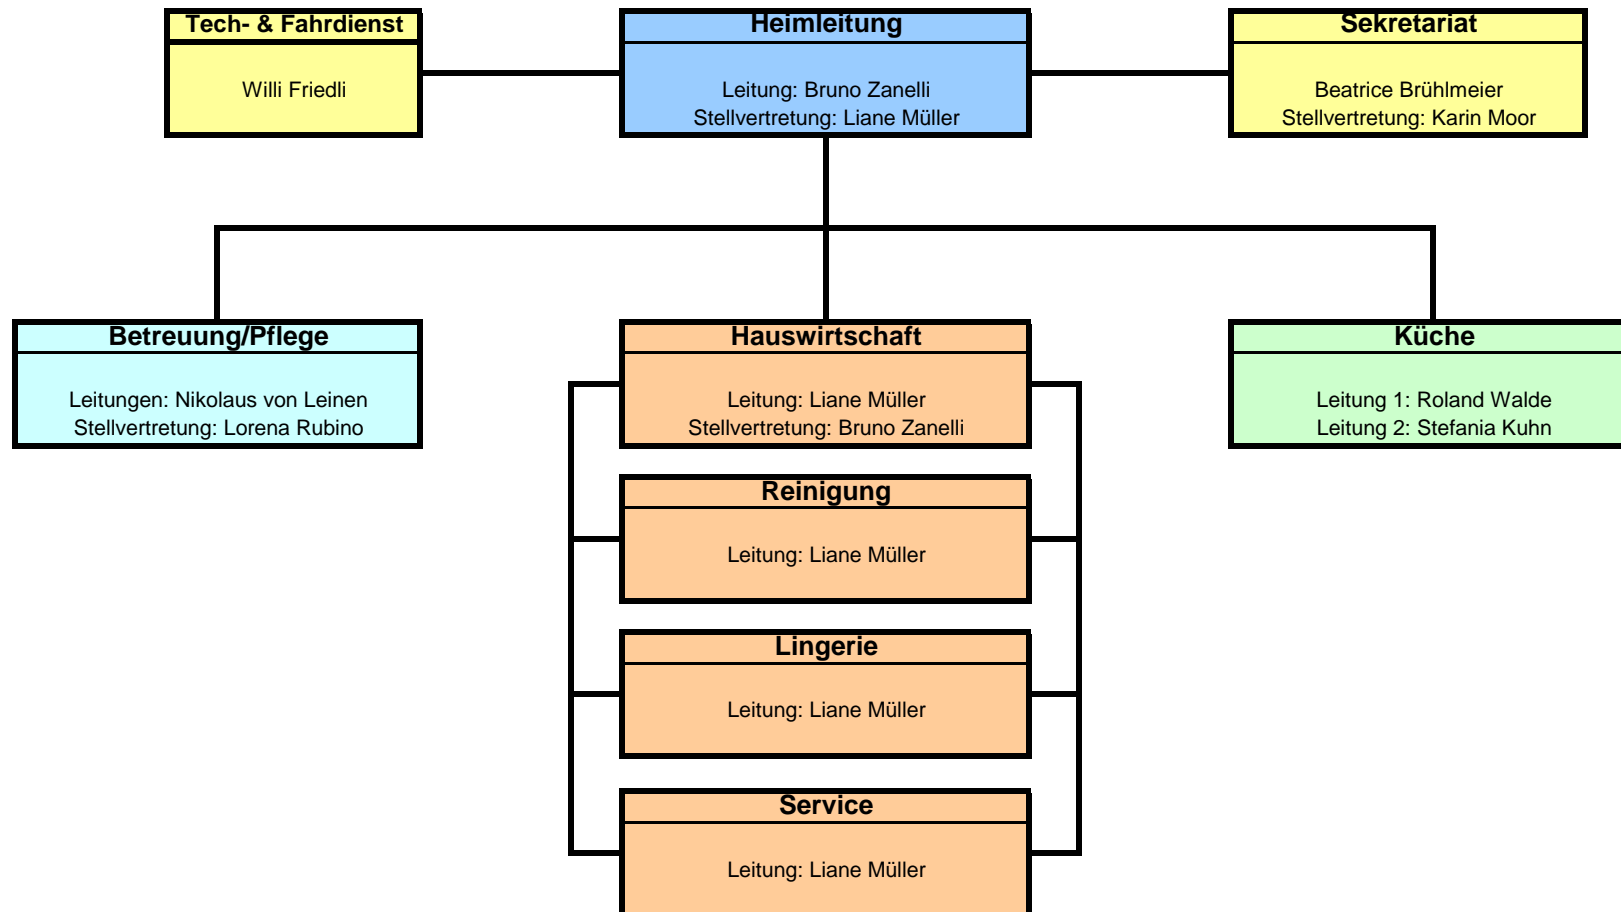 Tech- & Fahrdienst
Willi Friedli
Heimleitung
Leitung: Bruno Zanelli
Stellvertretung: Liane Müller
Sekretariat
Beatrice Brühlmeier
Stellvertretung: Karin Moor
Betreuung/Pflege
Leitungen: Nikolaus von Leinen
Stellvertretung: Lorena Rubino
Hauswirtschaft
Leitung: Liane Müller
Stellvertretung: Bruno Zanelli
Küche
Leitung 1: Roland Walde
Leitung 2: Stefania Kuhn
Reinigung
Leitung: Liane Müller
Lingerie
Leitung: Liane Müller
Service
Leitung: Liane Müller